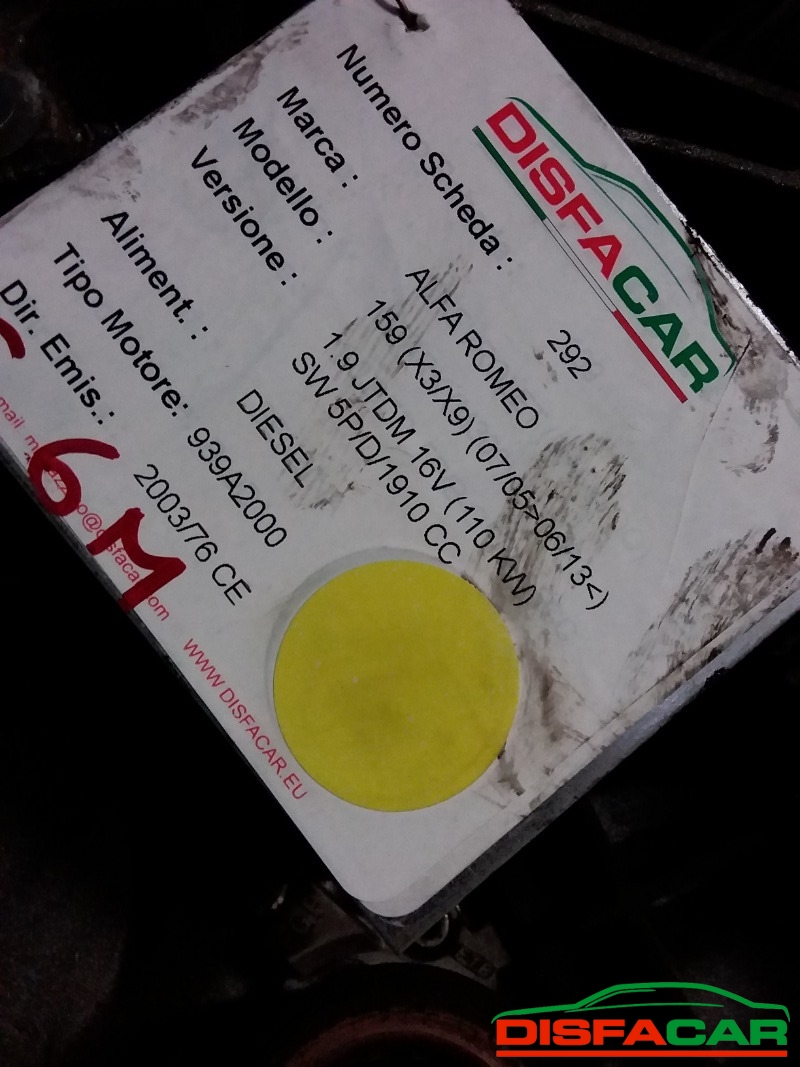 DISFACAR
Numero Scheda : 292
Marca : ALFA ROMEO
Modello : 159 (X3/X9) (07/05>06/13<)
Versione : 1.9 JTDM 16V (110 KW)
SW 5P/D/1910 CC
Aliment. : DIESEL
Tipo Motore: 939A2000
Dir. Emis.: 2003/76 CE
6M
WWW.DISFACAR.EU
DISFACAR